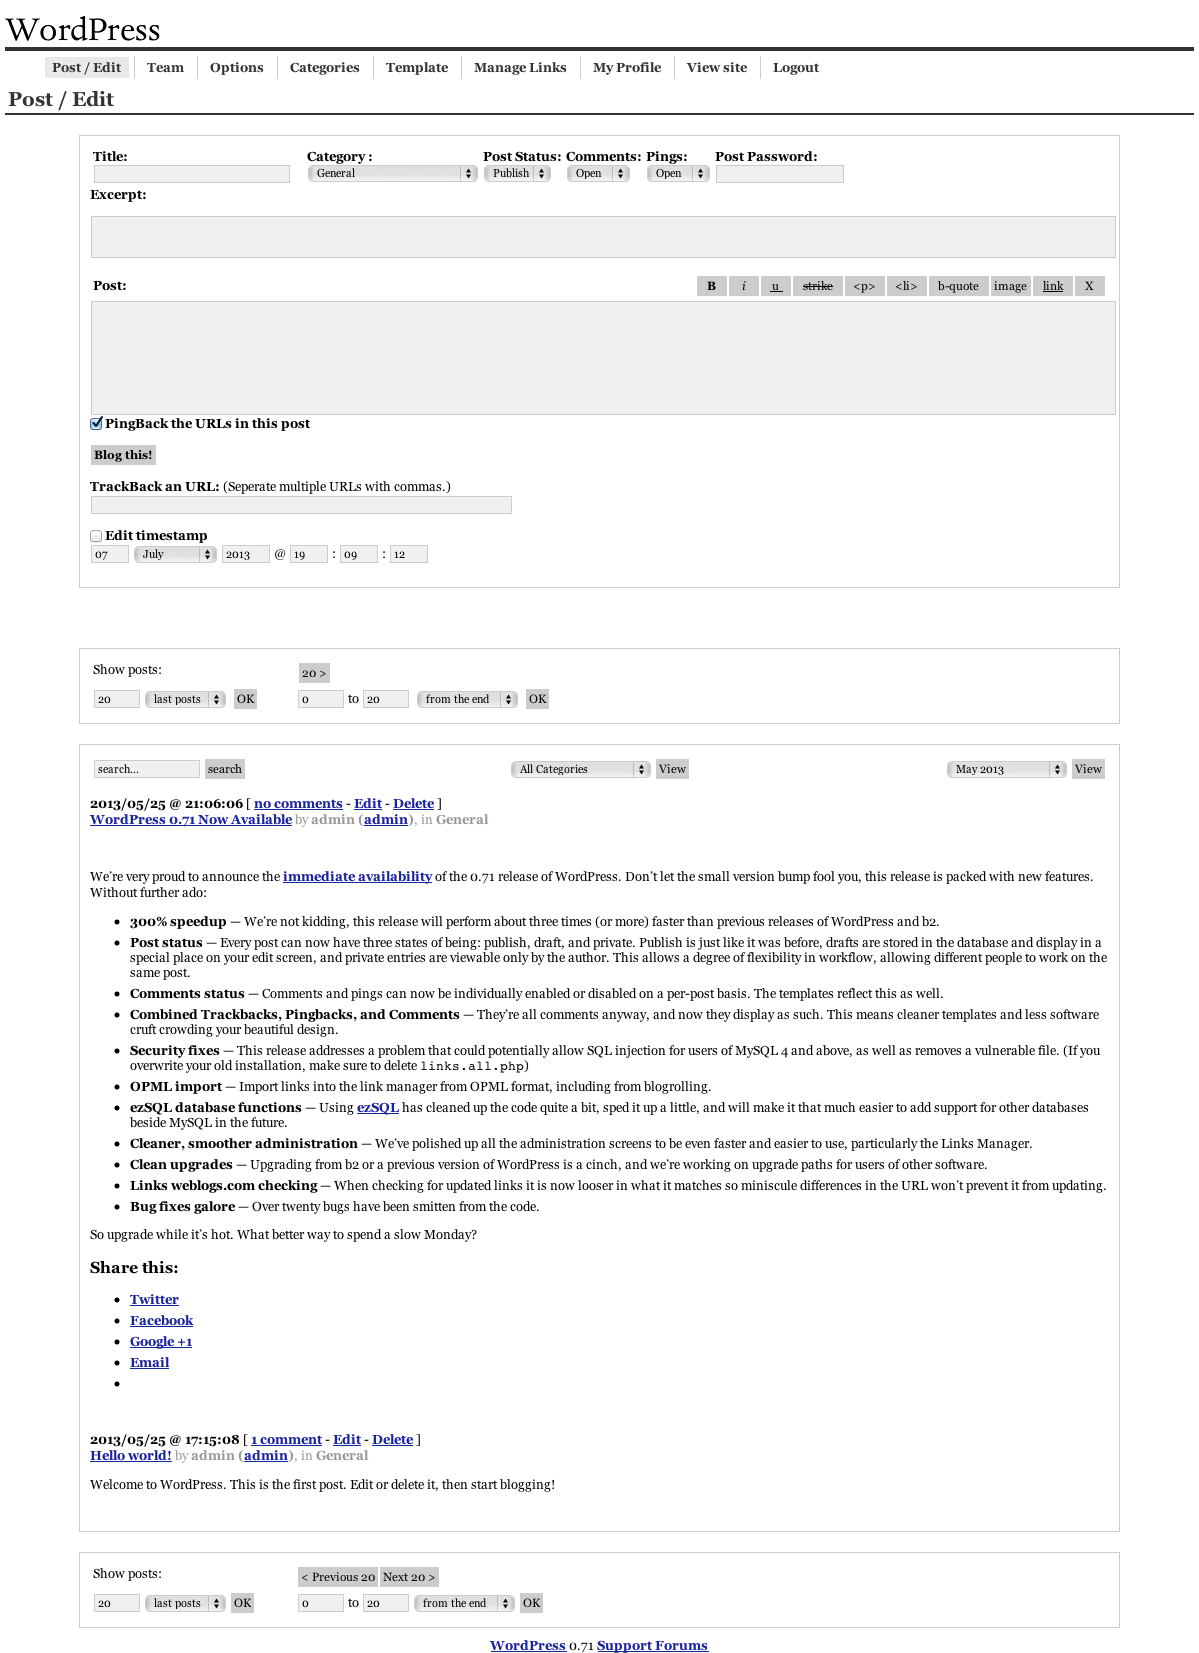 WordPress
Post / Edit Team Options Categories Template Manage Links My Profile View site Logout
Post / Edit
Title: Category : Post Status: Comments: Pings: Post Password:
General Publish Open Open
Excerpt:
Post: B i u strike <p> <li> b-quote image link X
PingBack the URLs in this post
Blog this!
TrackBack an URL: (Seperate multiple URLs with commas.)
Edit timestamp
07 July 2013 @ 19 : 09 : 12
Show posts: 20 >
20 last posts OK 0 to 20 from the end OK
search... search All Categories View May 2013 View
2013/05/25 @ 21:06:06 [ no comments - Edit - Delete ]
WordPress 0.71 Now Available by admin (admin), in General
We're very proud to announce the immediate availability of the 0.71 release of WordPress. Don't let the small version bump fool you, this release is packed with new features.
Without further ado:
• 300% speedup — We're not kidding, this release will perform about three times (or more) faster than previous releases of WordPress and b2.
• Post status — Every post can now have three states of being: publish, draft, and private. Publish is just like it was before, drafts are stored in the database and display in a
special place on your edit screen, and private entries are viewable only by the author. This allows a degree of flexibility in workflow, allowing different people to work on the
same post.
• Comments status — Comments and pings can now be individually enabled or disabled on a per-post basis. The templates reflect this as well.
• Combined Trackbacks, Pingbacks, and Comments — They're all comments anyway, and now they display as such. This means cleaner templates and less software
cruft crowding your beautiful design.
• Security fixes — This release addresses a problem that could potentially allow SQL injection for users of MySQL 4 and above, as well as removes a vulnerable file. (If you
overwrite your old installation, make sure to delete links.all.php)
• OPML import — Import links into the link manager from OPML format, including from blogrolling.
• ezSQL database functions — Using ezSQL has cleaned up the code quite a bit, sped it up a little, and will make it that much easier to add support for other databases
beside MySQL in the future.
• Cleaner, smoother administration — We've polished up all the administration screens to be even faster and easier to use, particularly the Links Manager.
• Clean upgrades — Upgrading from b2 or a previous version of WordPress is a cinch, and we're working on upgrade paths for users of other software.
• Links weblogs.com checking — When checking for updated links it is now looser in what it matches so miniscule differences in the URL won't prevent it from updating.
• Bug fixes galore — Over twenty bugs have been smitten from the code.
So upgrade while it's hot. What better way to spend a slow Monday?
Share this:
• Twitter
• Facebook
• Google +1
• Email
•
2013/05/25 @ 17:15:08 [ 1 comment - Edit - Delete ]
Hello world! by admin (admin), in General
Welcome to WordPress. This is the first post. Edit or delete it, then start blogging!
Show posts: < Previous 20 Next 20 >
20 last posts OK 0 to 20 from the end OK
WordPress 0.71 Support Forums